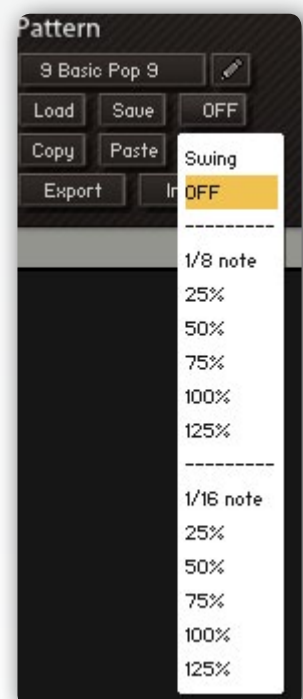 Pattern
9 Basic Pop 9
Load Save OFF
Copy Paste
Export
Swing
OFF
---------
1/8 note
25%
50%
75%
100%
125%
---------
1/16 note
25%
50%
75%
100%
125%